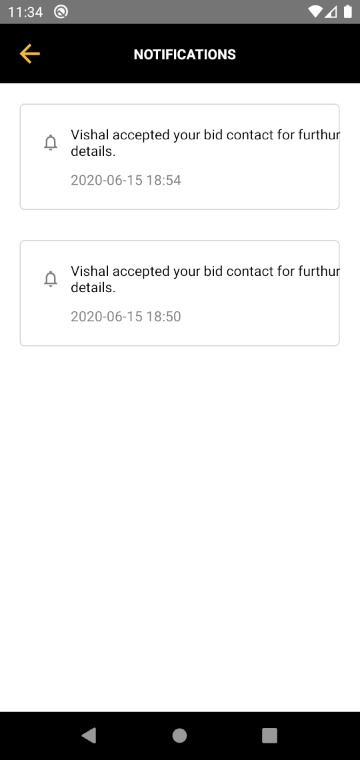 11:34
NOTIFICATIONS
Vishal accepted your bid contact for furthur
details.
2020-06-15 18:54
Vishal accepted your bid contact for furthur
details.
2020-06-15 18:50